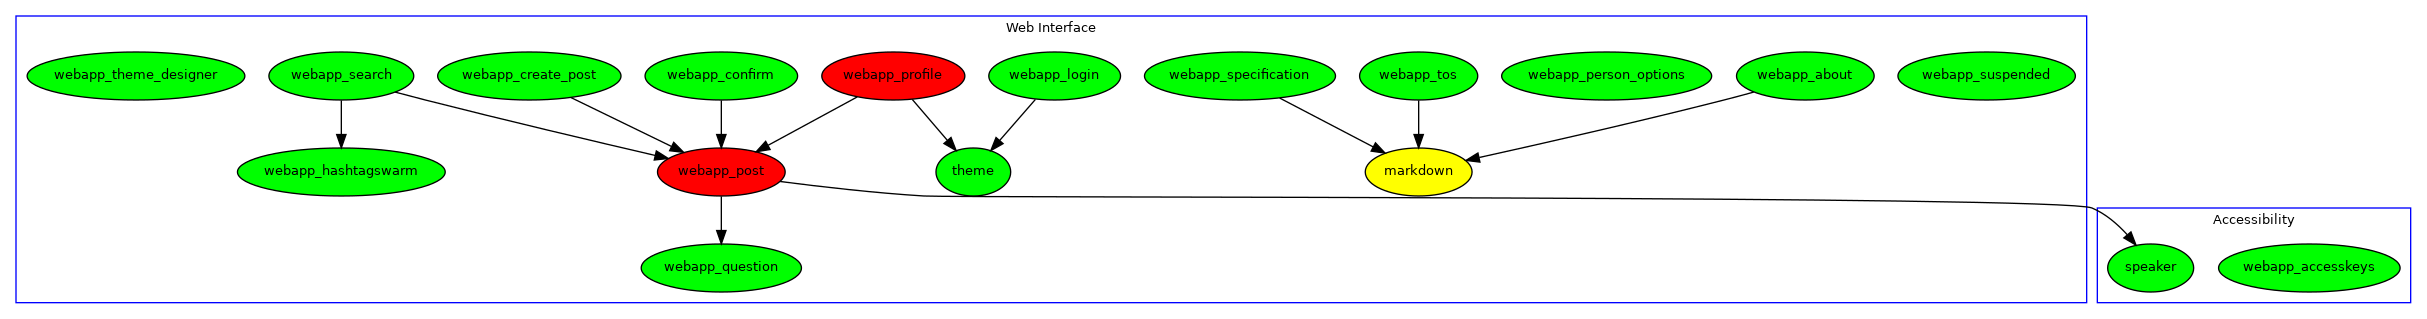 Web Interface
webapp_theme_designer
webapp_search
webapp_create_post
webapp_confirm
webapp_profile
webapp_login
webapp_specification
webapp_tos
webapp_person_options
webapp_about
webapp_suspended
webapp_hashtagswarm
webapp_post
theme
markdown
Accessibility
webapp_question
speaker
webapp_accesskeys